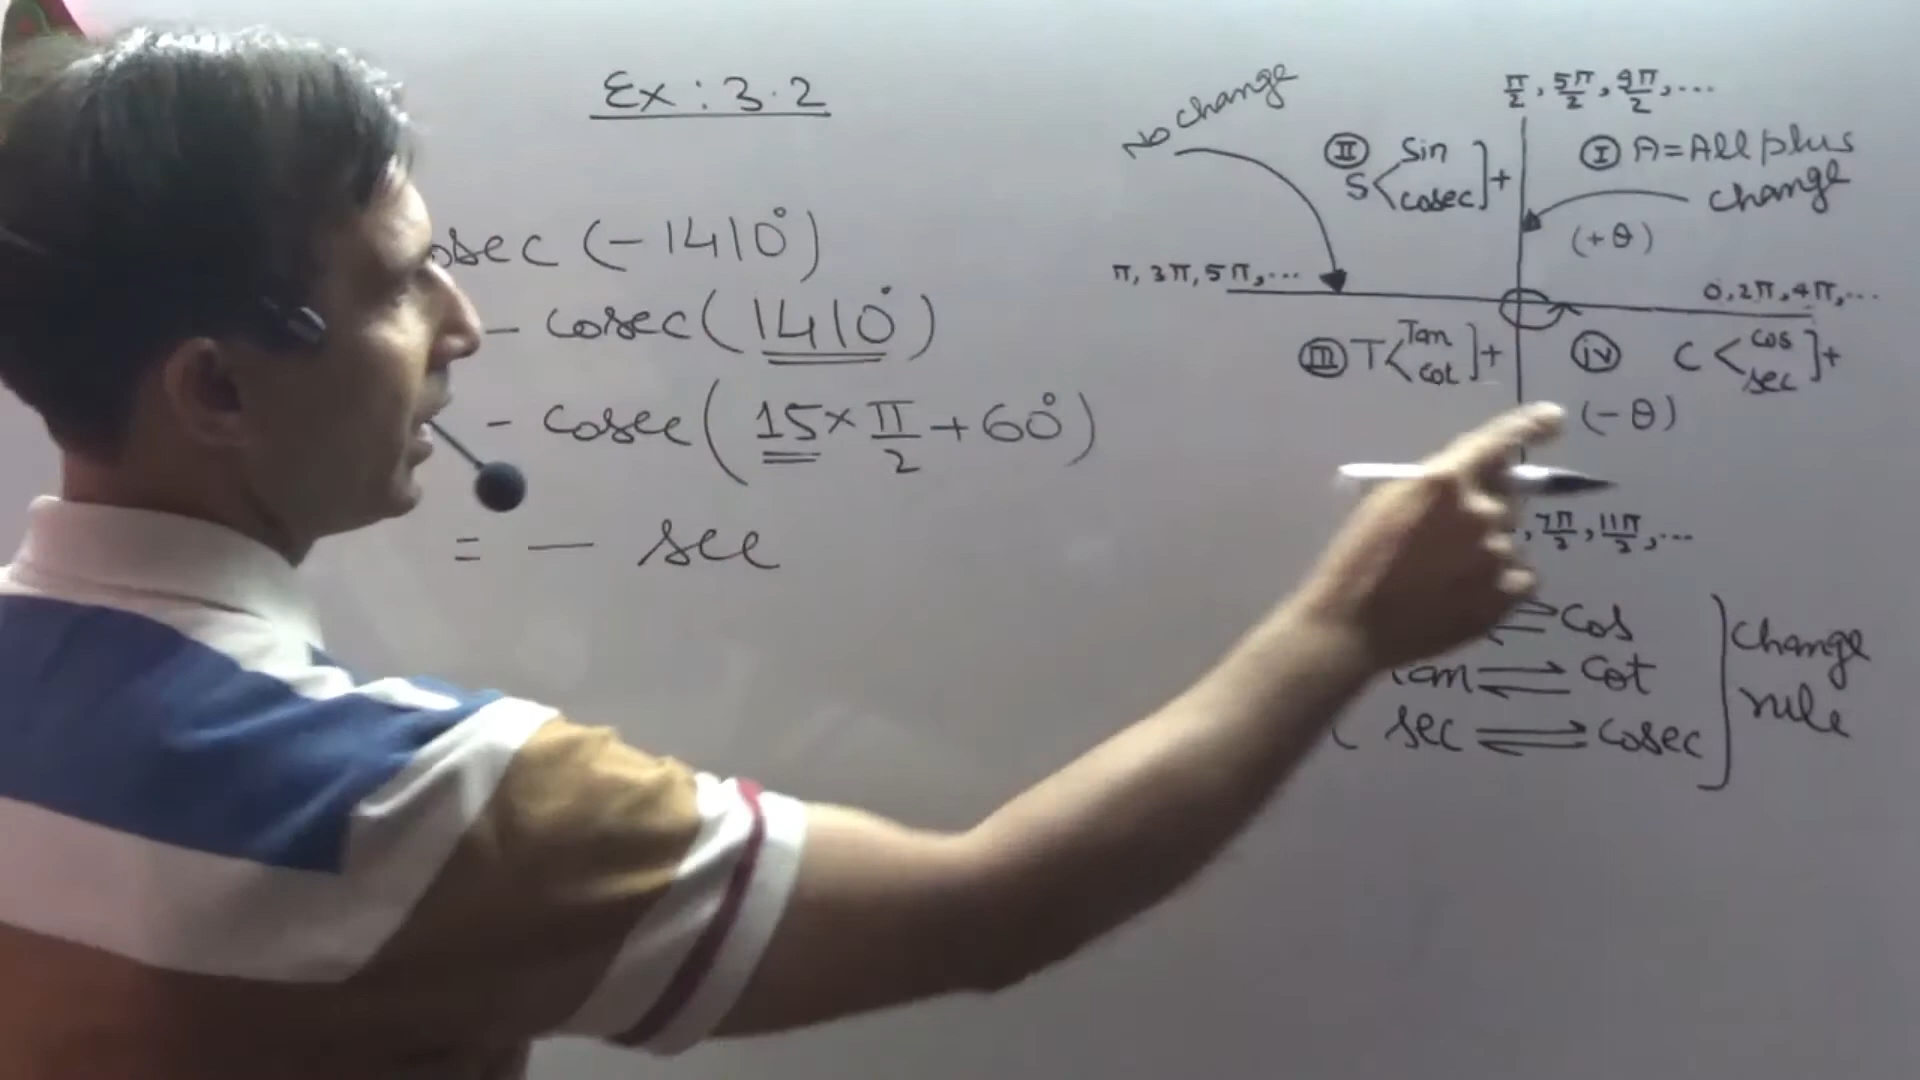 Ex : 3.2
osec (-1410°)
- cosec (1410°)
- cosec (15 × π/2 + 60°)
= - sec
No change
π/2, 5π/2, 9π/2, ...
II Sin
S < cosec ] +
I A = All plus
change
(+θ)
π, 3π, 5π, ...
0, 2π, 4π, ...
III T < Tan cot ] +
iv C < cos sec ] +
(-θ)
, 7π/2, 11π/2, ...
⇌ Cos
Tan ⇌ Cot
sec ⇌ cosec
] Change
rule